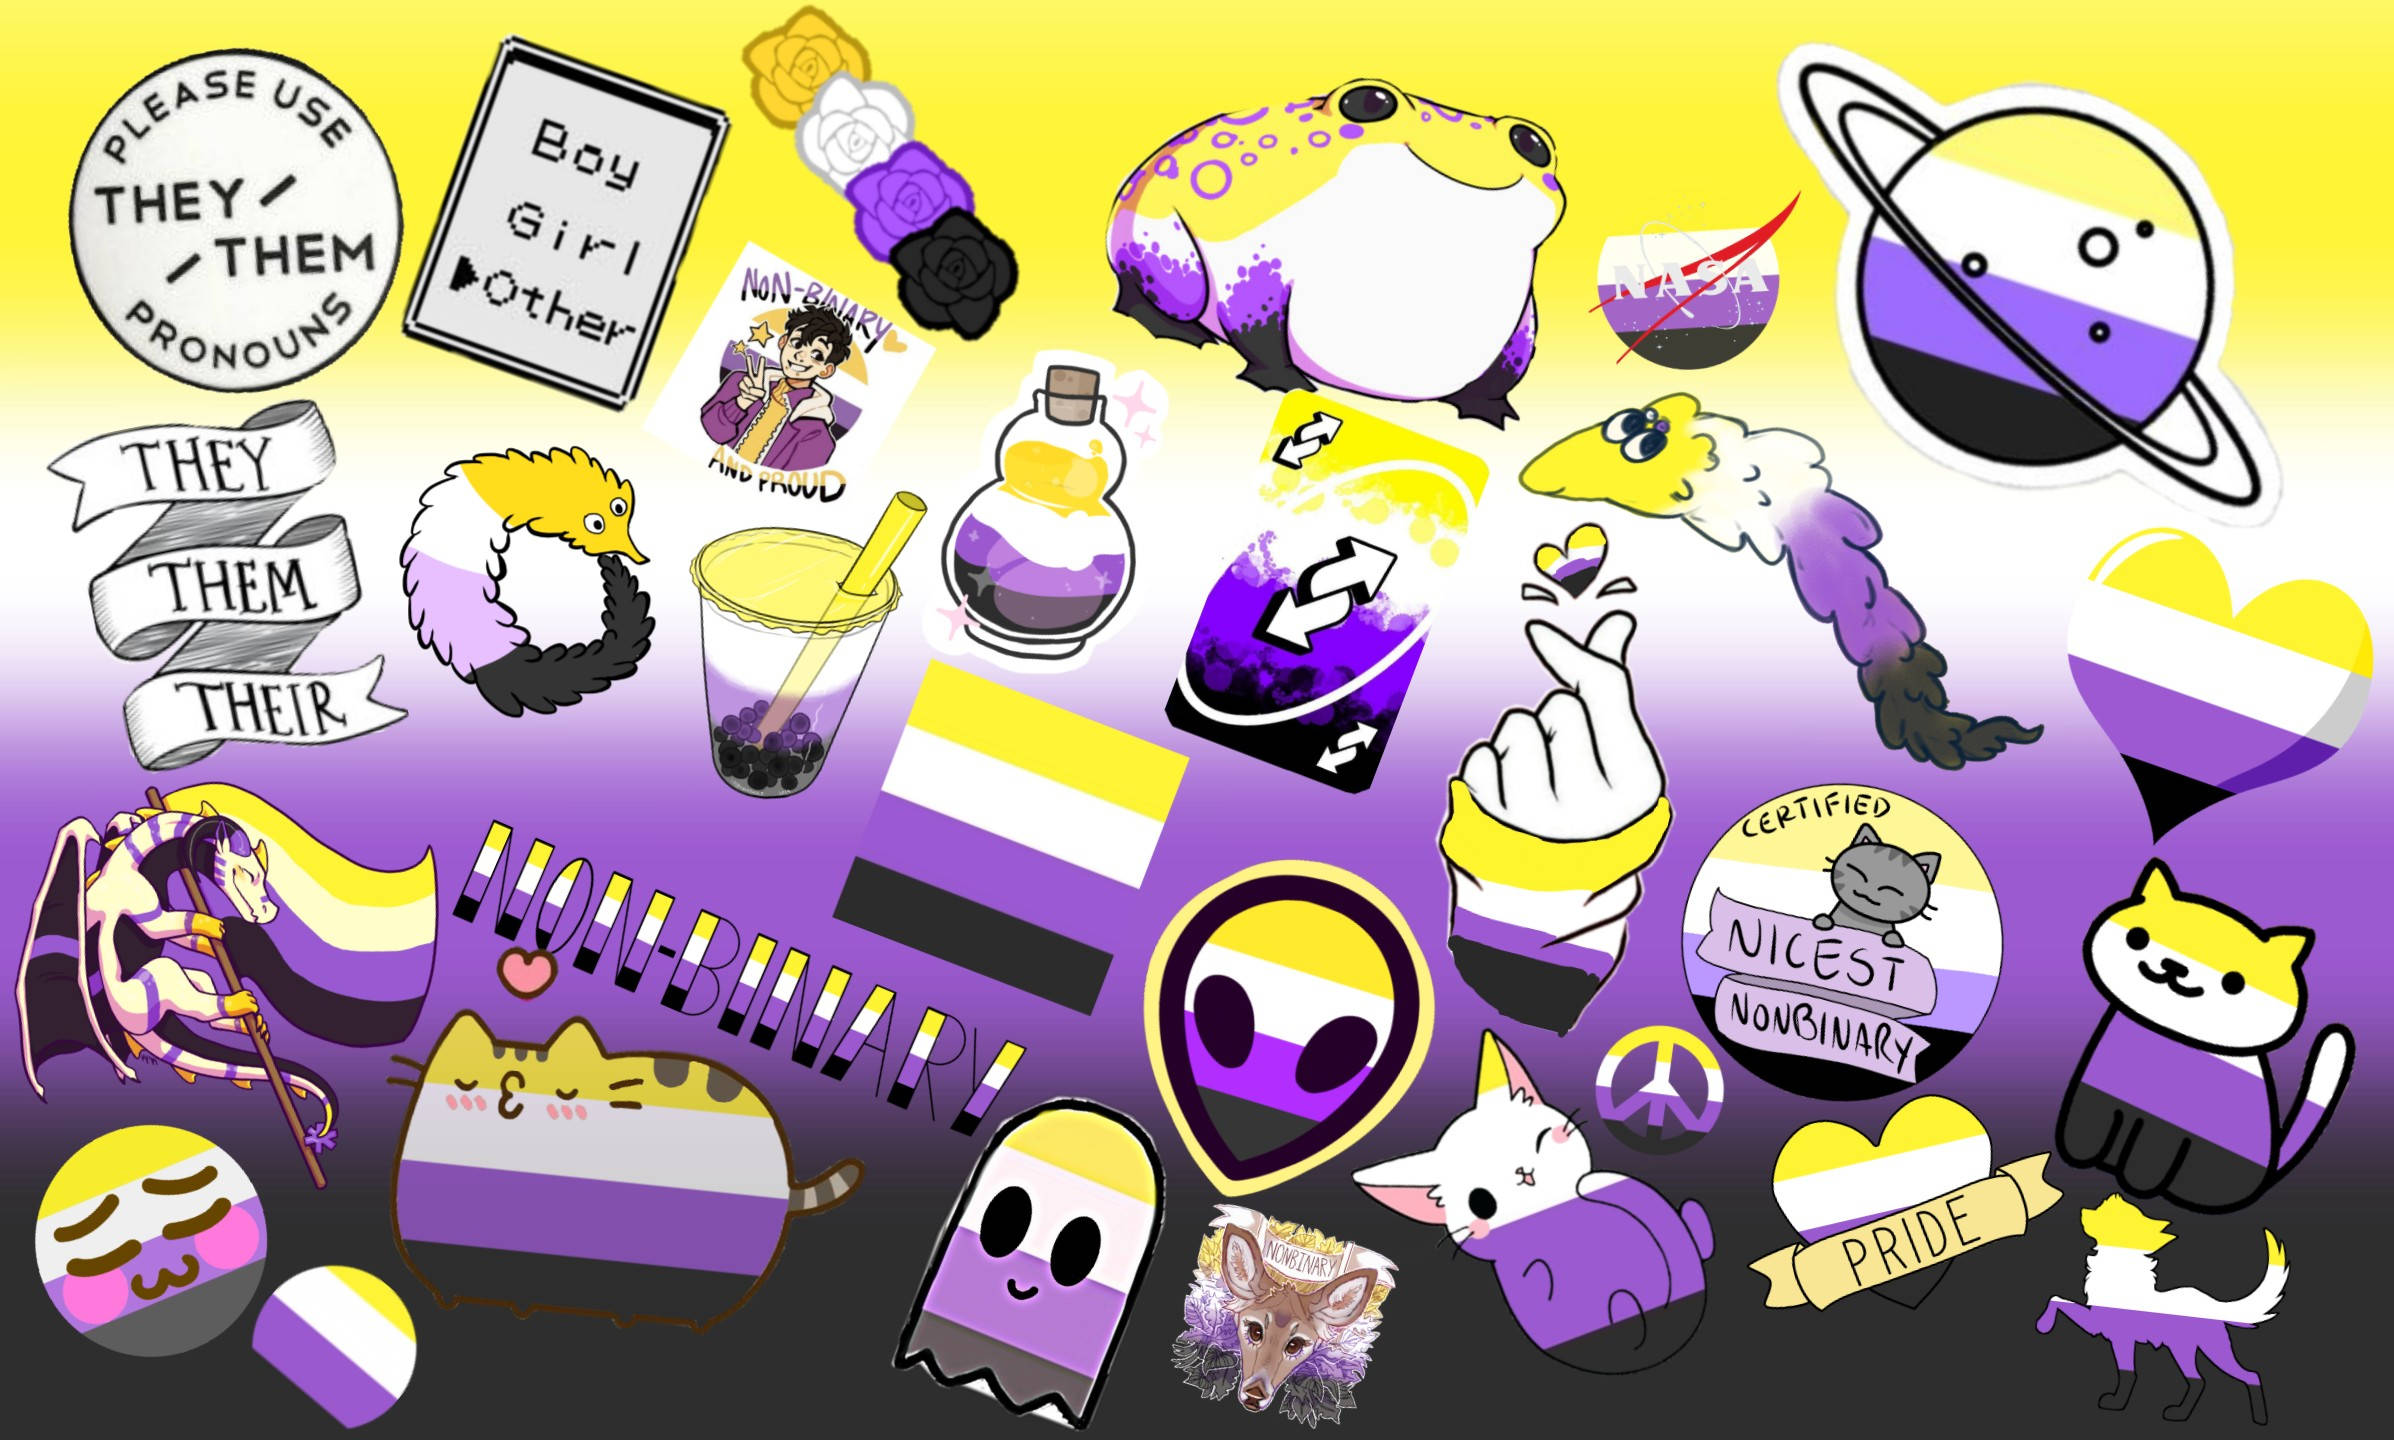 PLEASE USE
THEY/
/THEM
PRONOUNS
Boy
Girl
Other
NON-BINARY
AND PROUD
NASA
THEY
THEM
THEIR
NON-BINARY
CERTIFIED
NICEST
NONBINARY
PRIDE
NONBINARY